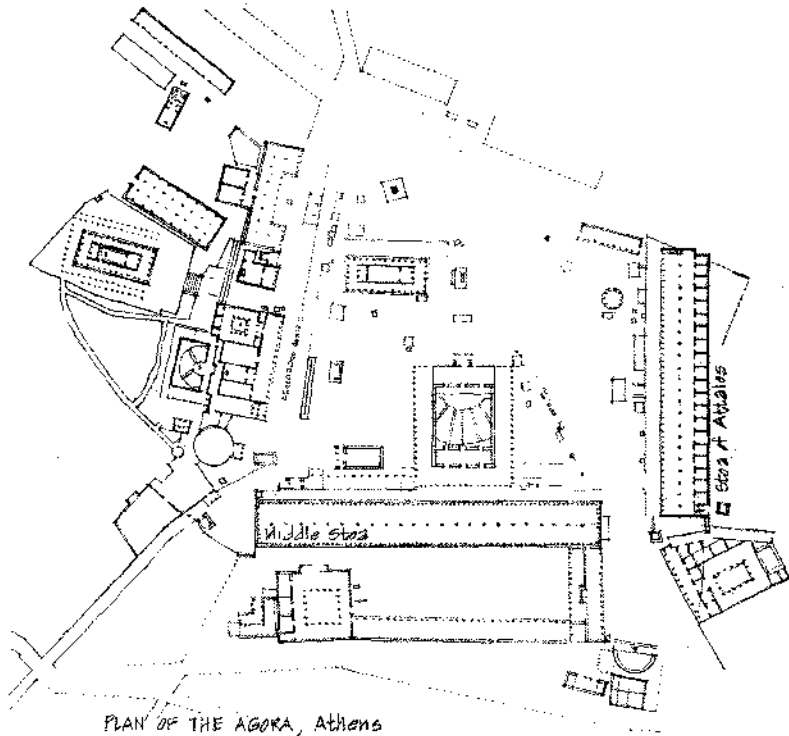 Stoa of Attalos
Middle Stoa
PLAN OF THE AGORA, Athens